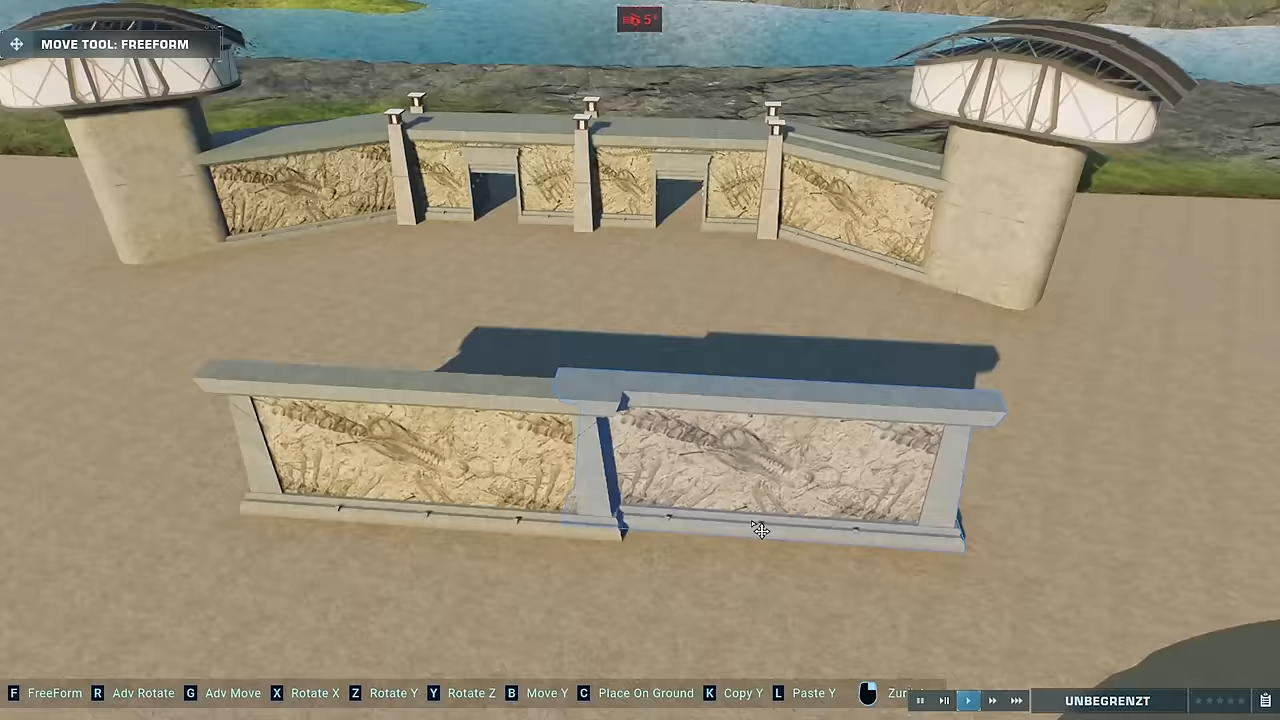 MOVE TOOL: FREEFORM
5★
F FreeForm R Adv Rotate G Adv Move X Rotate X Z Rotate Y Y Rotate Z B Move Y C Place On Ground K Copy Y L Paste Y
UNBEGRENZT